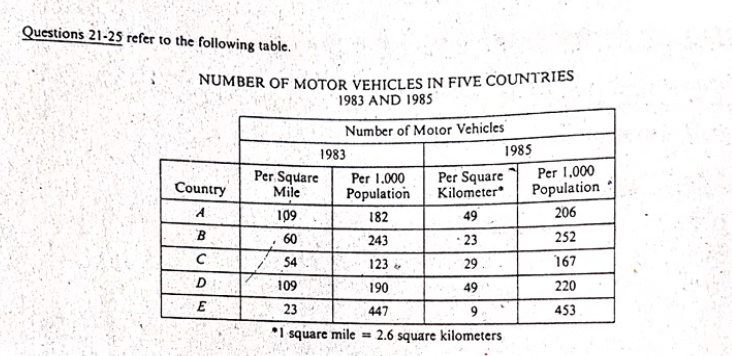 Questions 21-25 refer to the following table.
NUMBER OF MOTOR VEHICLES IN FIVE COUNTRIES
1983 AND 1985
Number of Motor Vehicles
1983 1985
Country Per Square Mile Per 1,000 Population Per Square Kilometer* Per 1,000 Population
A 109 182 49 206
B 60 243 23 252
C 54 123 29 167
D 109 190 49 220
E 23 447 9 453
*1 square mile = 2.6 square kilometers